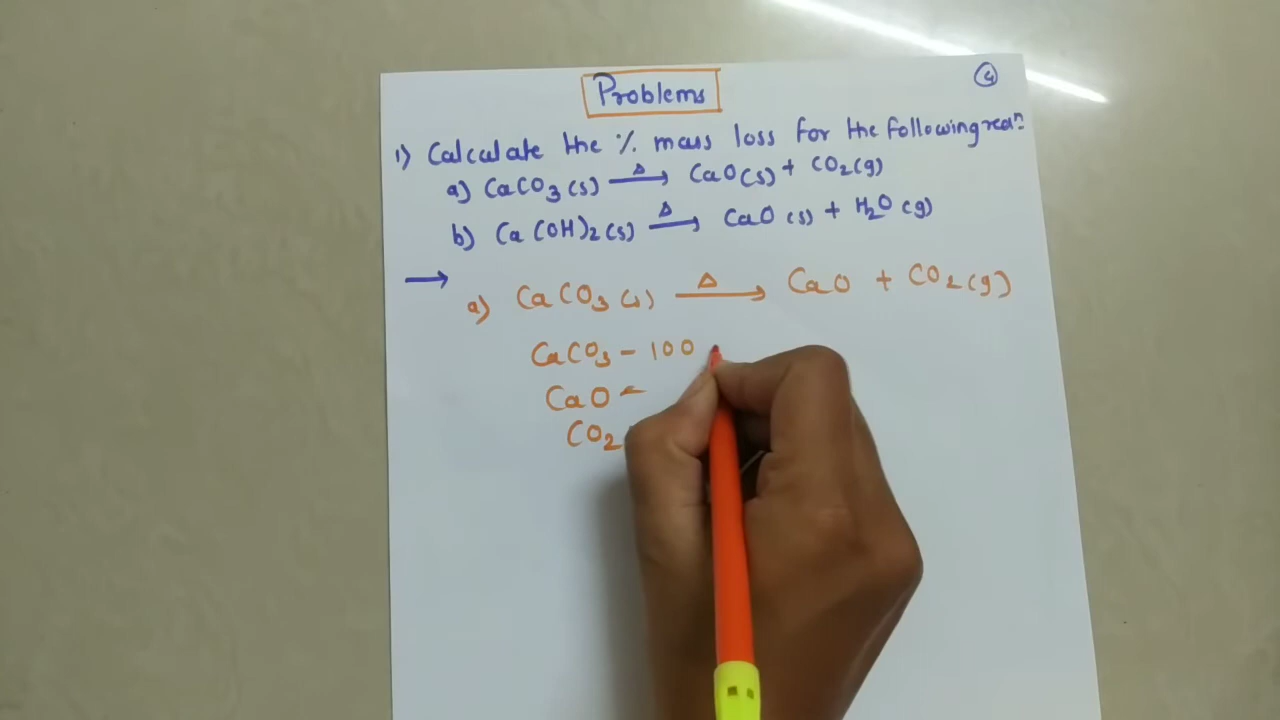 Problems
4
1) Calculate the % mass loss for the following rea^n:
a) CaCO3 (s) —Δ→ CaO(s) + CO2(g)
b) Ca (OH)2 (s) —Δ→ CaO (s) + H2O (g)
→
a) CaCO3 (s) —Δ→ CaO + CO2 (g)
CaCO3 - 100
CaO -
CO2